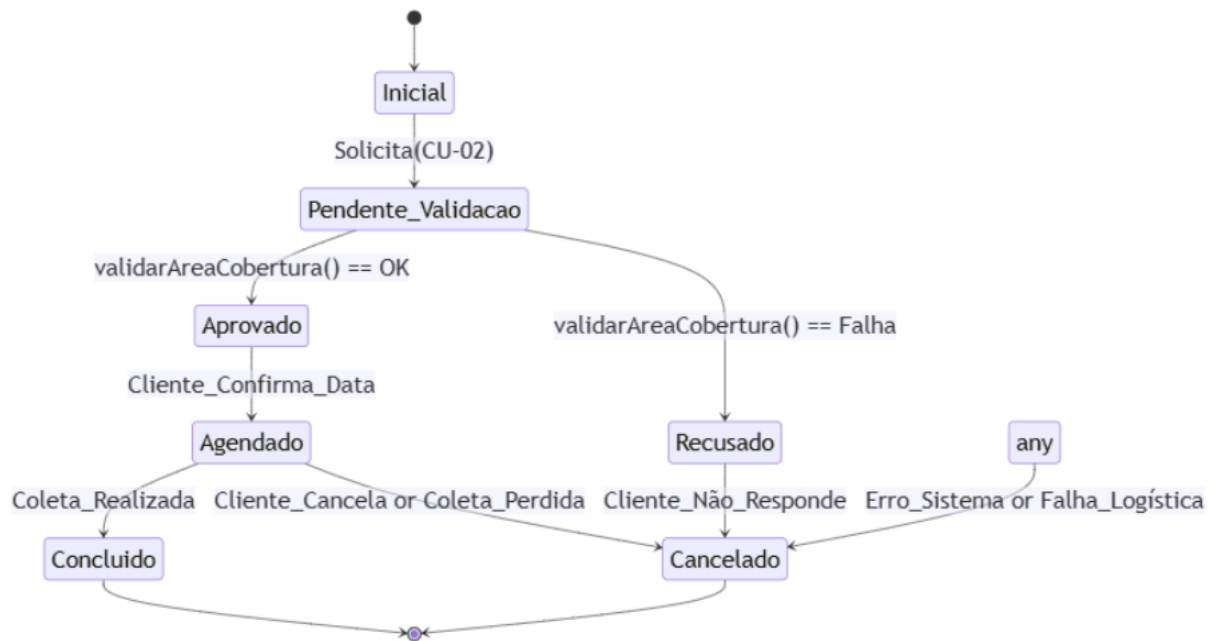 Inicial
Solicita(CU-02)
Pendente_Validacao
validarAreaCobertura() == OK
Aprovado
validarAreaCobertura() == Falha
Cliente_Confirma_Data
Agendado
Recusado
any
Coleta_Realizada
Cliente_Cancela or Coleta_Perdida
Cliente_Não_Responde
Erro_Sistema or Falha_Logística
Concluido
Cancelado